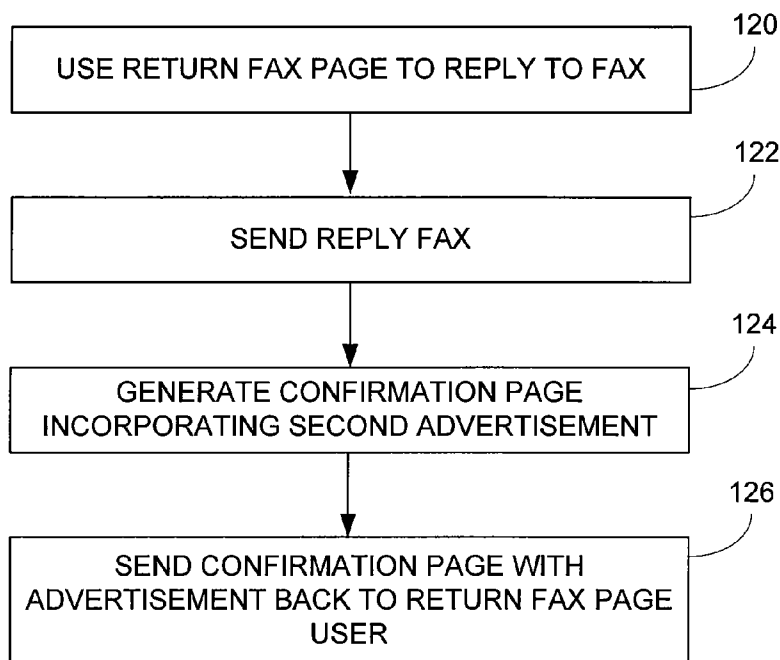 120
USE RETURN FAX PAGE TO REPLY TO FAX
122
SEND REPLY FAX
124
GENERATE CONFIRMATION PAGE
INCORPORATING SECOND ADVERTISEMENT
126
SEND CONFIRMATION PAGE WITH
ADVERTISEMENT BACK TO RETURN FAX PAGE
USER